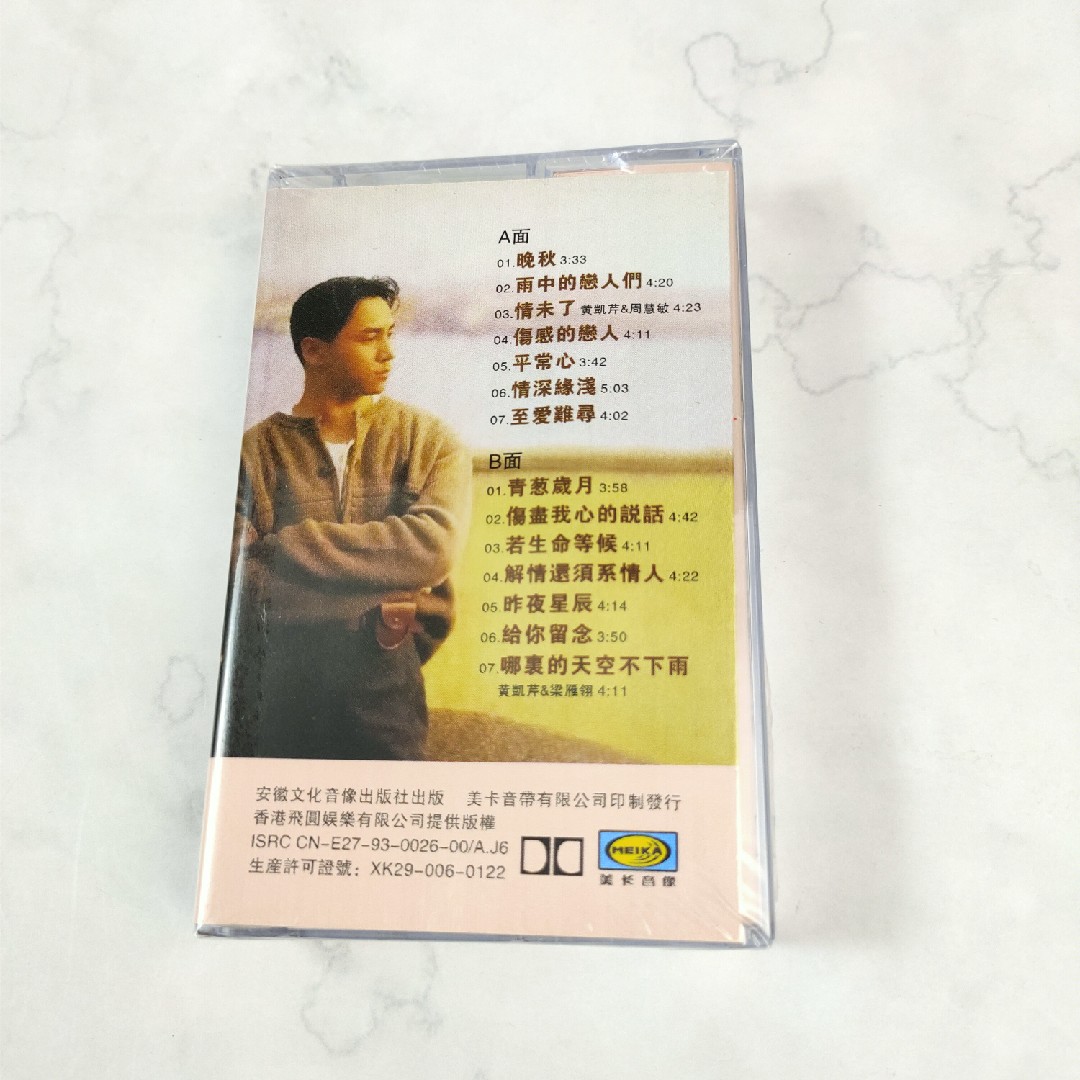 A面
01.晚秋 3:33
02.雨中的戀人們 4:20
03.情未了 黄凱芹&周慧敏 4:23
04.傷感的戀人 4:11
05.平常心 3:42
06.情深緣淺 5.03
07.至愛難尋 4:02
B面
01.青葱歲月 3:58
02.傷盡我心的説話 4:42
03.若生命等候 4:11
04.解情還須系情人 4:22
05.昨夜星辰 4:14
06.給你留念 3:50
07.哪裏的天空不下雨
黄凱芹&梁雁翎 4:11
安徽文化音像出版社出版 美卡音帶有限公司印制發行
香港飛圓娱樂有限公司提供版權
ISRC CN-E27-93-0026-00/A.J6
生産許可證號：XK29-006-0122
MEIKA
美卡音像